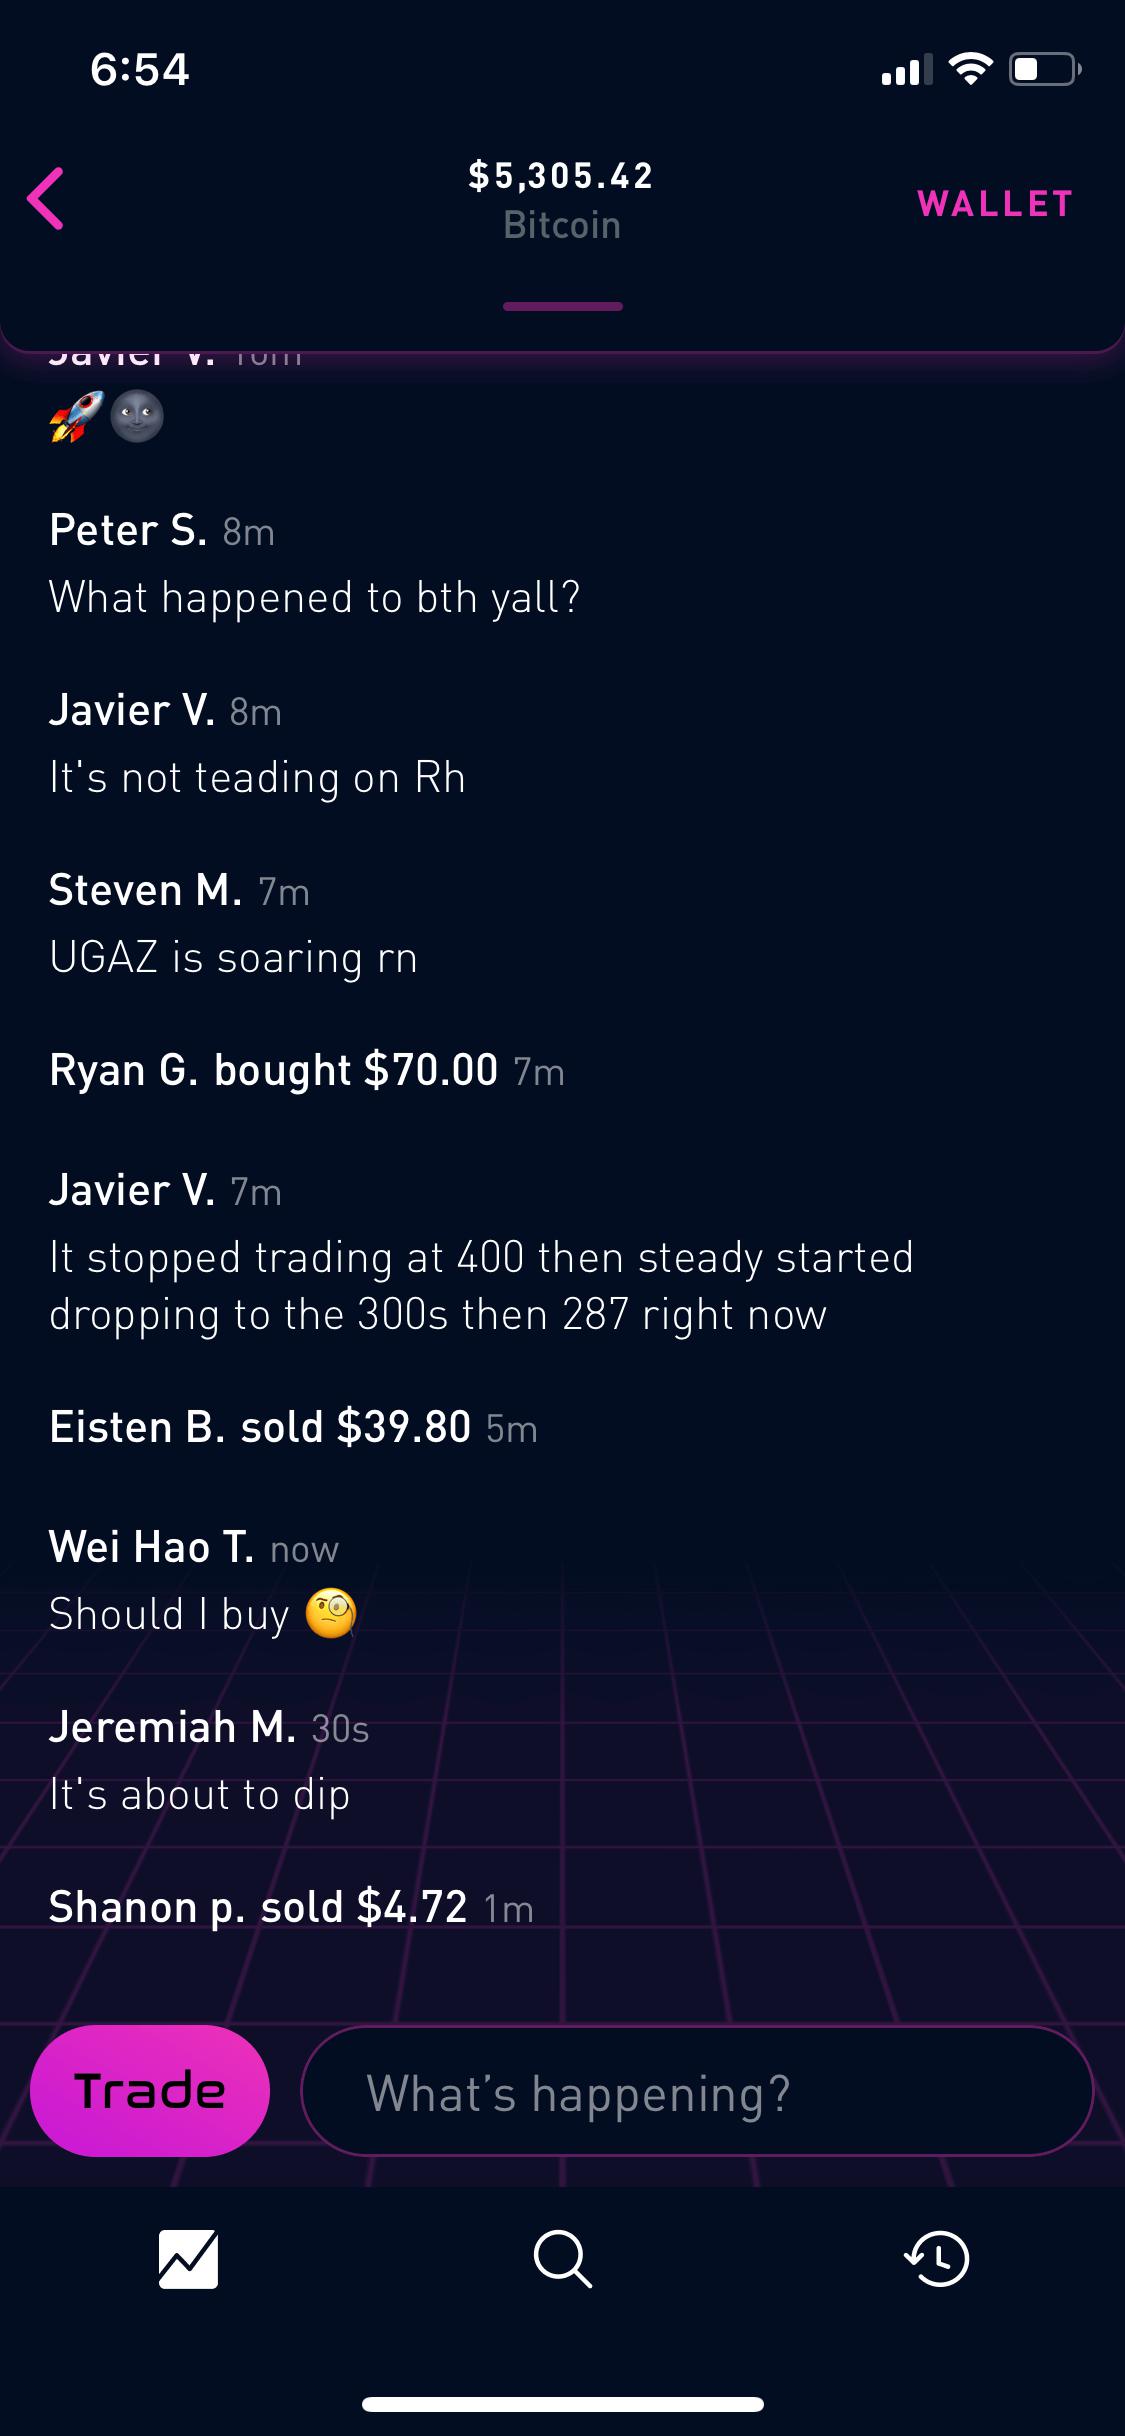 6:54
$5,305.42
Bitcoin
WALLET
Javier V.
🚀🌚
Peter S. 8m
What happened to bth yall?
Javier V. 8m
It's not teading on Rh
Steven M. 7m
UGAZ is soaring rn
Ryan G. bought $70.00 7m
Javier V. 7m
It stopped trading at 400 then steady started
dropping to the 300s then 287 right now
Eisten B. sold $39.80 5m
Wei Hao T. now
Should I buy 🧐
Jeremiah M. 30s
It's about to dip
Shanon p. sold $4.72 1m
Trade
What's happening?